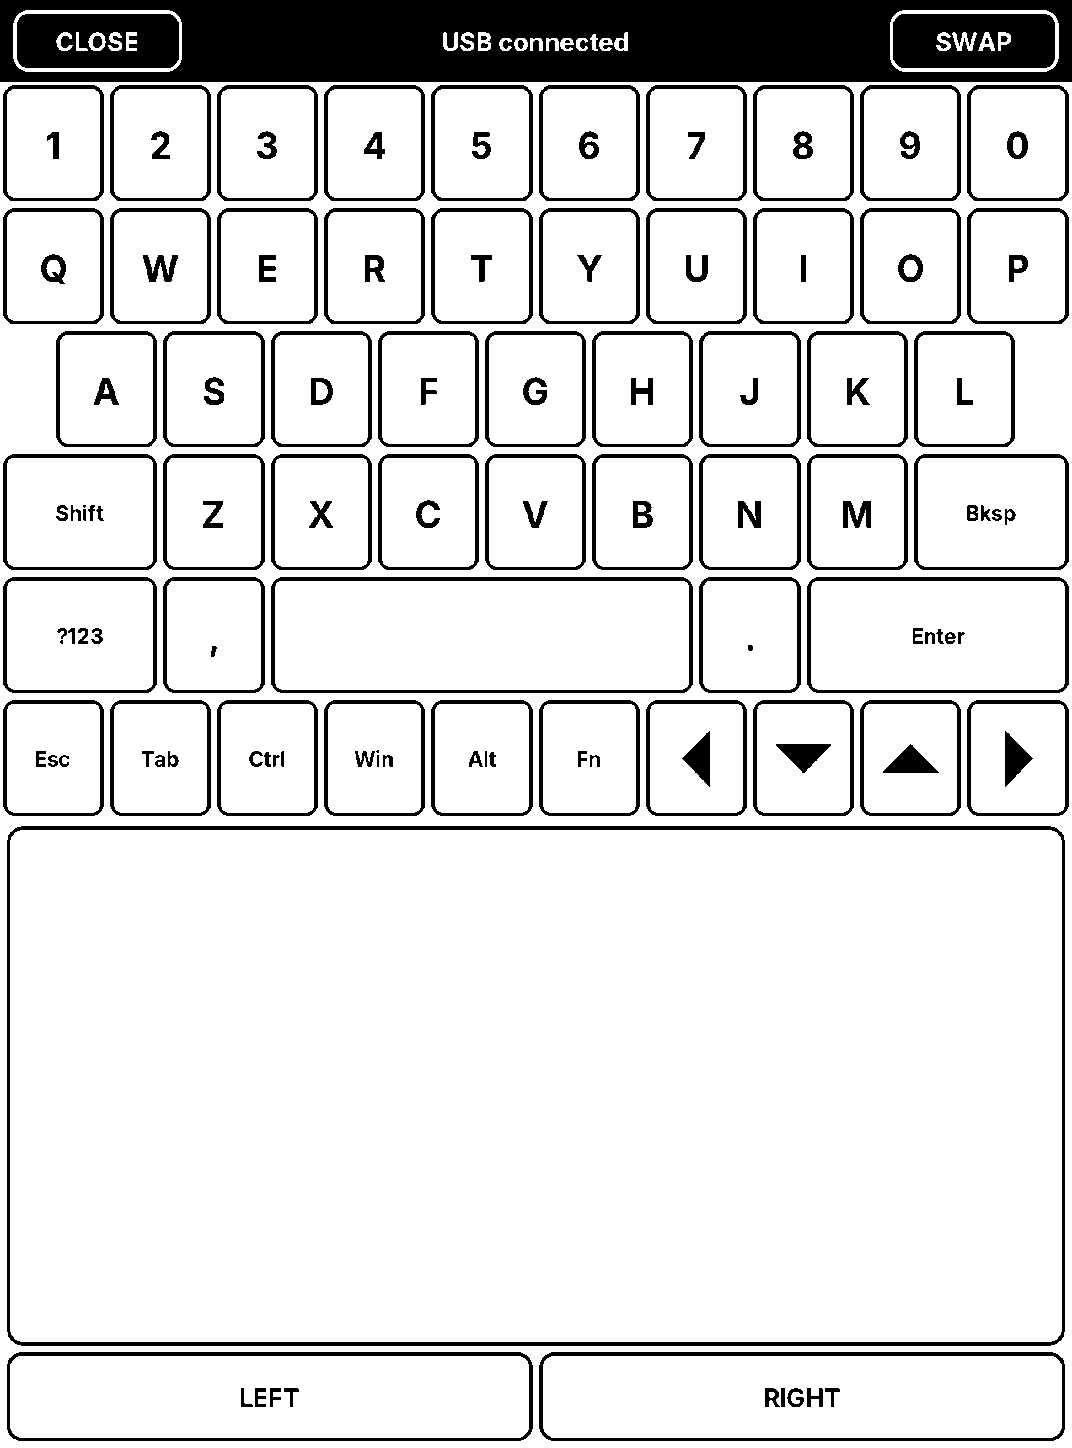 CLOSE USB connected SWAP
1 2 3 4 5 6 7 8 9 0
Q W E R T Y U I O P
A S D F G H J K L
Shift Z X C V B N M Bksp
?123 , . Enter
Esc Tab Ctrl Win Alt Fn
LEFT RIGHT